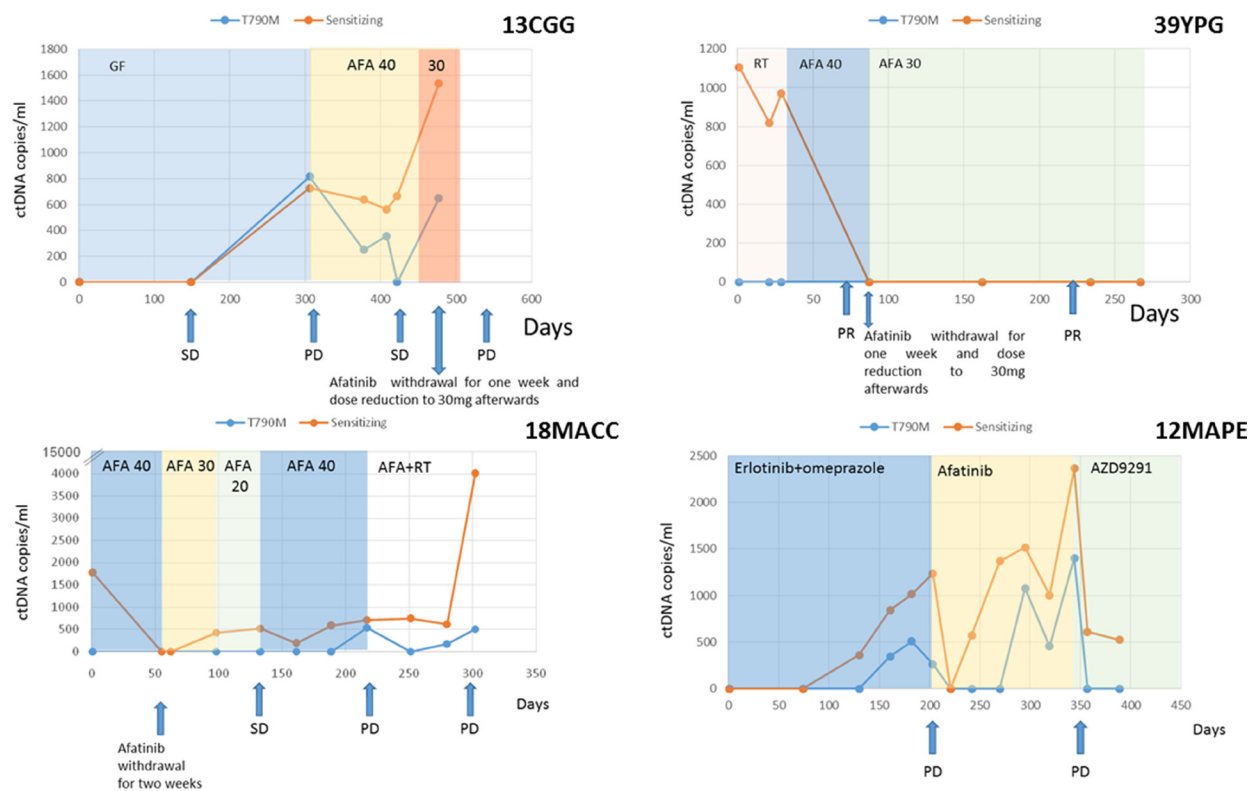 T790M Sensitizing 13CGG
1800
1600
1400
1200
1000
800
600
400
200
0
ctDNA copies/ml
GF AFA 40 30
0 100 200 300 400 500 600
Days
SD PD SD PD
Afatinib withdrawal for one week and
dose reduction to 30mg afterwards
T790M Sensitizing 39YPG
1200
1000
800
600
400
200
0
ctDNA copies/ml
RT AFA 40 AFA 30
0 50 100 150 200 250 300
Days
PR PR
Afatinib withdrawal for
one week and dose
reduction to 30mg
afterwards
T790M Sensitizing 18MACC
15000
4000
3500
3000
2500
2000
1500
1000
500
0
ctDNA copies/ml
AFA 40 AFA 30 AFA AFA 40 AFA+RT
20
0 50 100 150 200 250 300 350
Days
SD PD PD
Afatinib
withdrawal
for two weeks
T790M Sensitizing 12MAPE
2500
2000
1500
1000
500
0
ctDNA copies/ml
Erlotinib+omeprazole Afatinib AZD9291
0 50 100 150 200 250 300 350 400 450
Days
PD PD